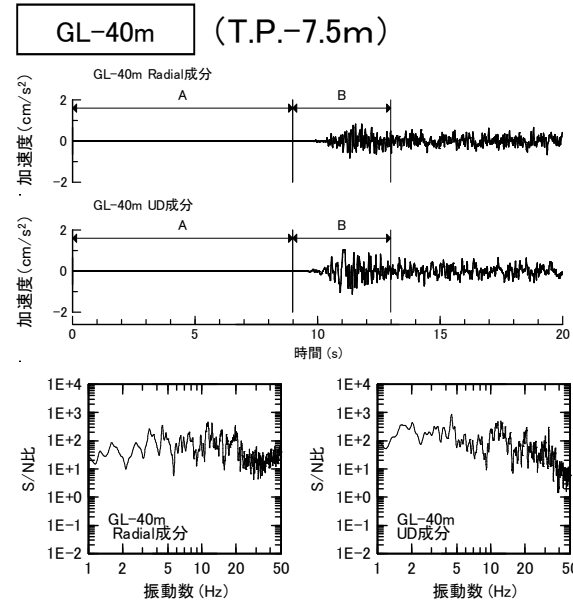 GL-40m (T.P.-7.5m)
GL-40m Radial成分
加速度(cm/s²)
2
0
-2
A
B
GL-40m UD成分
加速度(cm/s²)
2
0
-2
A
B
0 5 10 15 20
時間(s)
S/N比
1E+4
1E+3
1E+2
1E+1
1E+0
1E-1
1E-2
GL-40m
Radial成分
1 2 5 10 20 50
振動数(Hz)
S/N比
1E+4
1E+3
1E+2
1E+1
1E+0
1E-1
1E-2
GL-40m
UD成分
1 2 5 10 20 50
振動数(Hz)